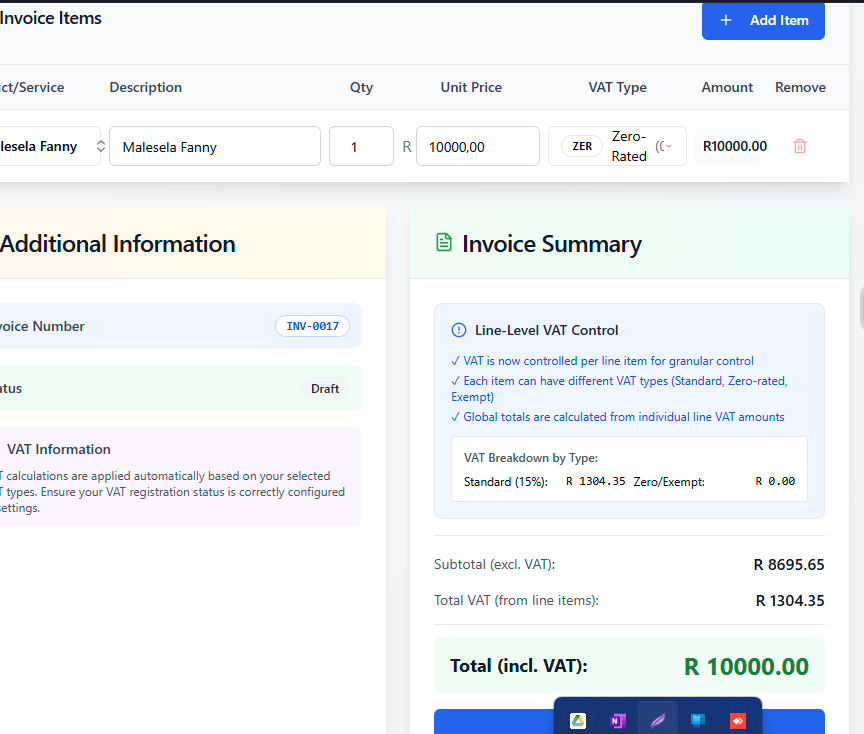 Invoice Items
Add Item
ct/Service Description Qty Unit Price VAT Type Amount Remove
lesela Fanny Malesela Fanny 1 R 10000,00 ZER Zero-Rated (( R10000.00
Additional Information
voice Number INV-0017
atus Draft
VAT Information
T calculations are applied automatically based on your selected
T types. Ensure your VAT registration status is correctly configured
settings.
Invoice Summary
Line-Level VAT Control
✓ VAT is now controlled per line item for granular control
✓ Each item can have different VAT types (Standard, Zero-rated,
Exempt)
✓ Global totals are calculated from individual line VAT amounts
VAT Breakdown by Type:
Standard (15%): R 1304.35 Zero/Exempt: R 0.00
Subtotal (excl. VAT): R 8695.65
Total VAT (from line items): R 1304.35
Total (incl. VAT): R 10000.00